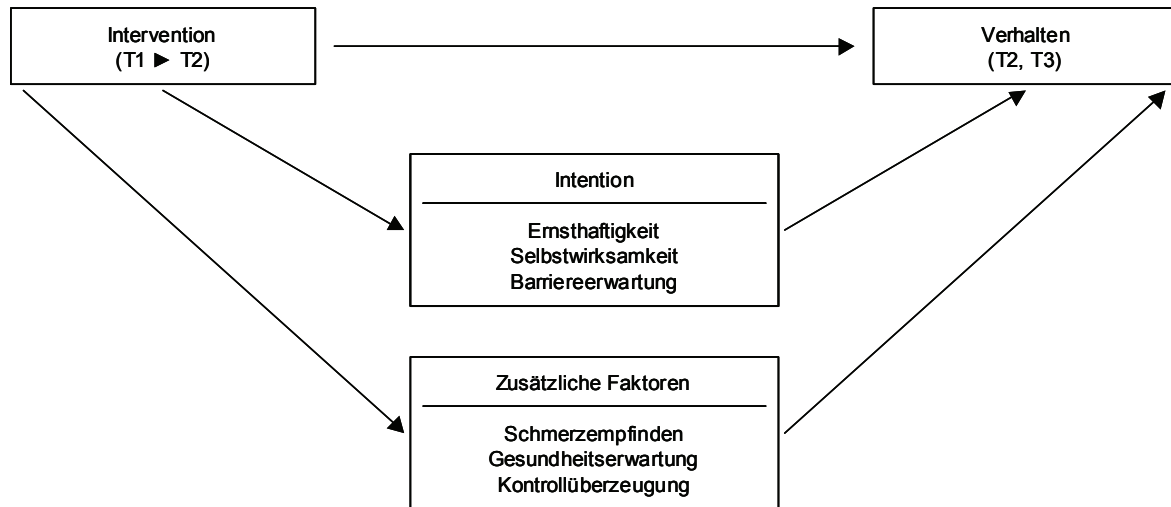 Intervention
(T1 ► T2)
Verhalten
(T2, T3)
Intention
Ernsthaftigkeit
Selbstwirksamkeit
Barriereerwartung
Zusätzliche Faktoren
Schmerzempfinden
Gesundheitserwartung
Kontrollüberzeugung